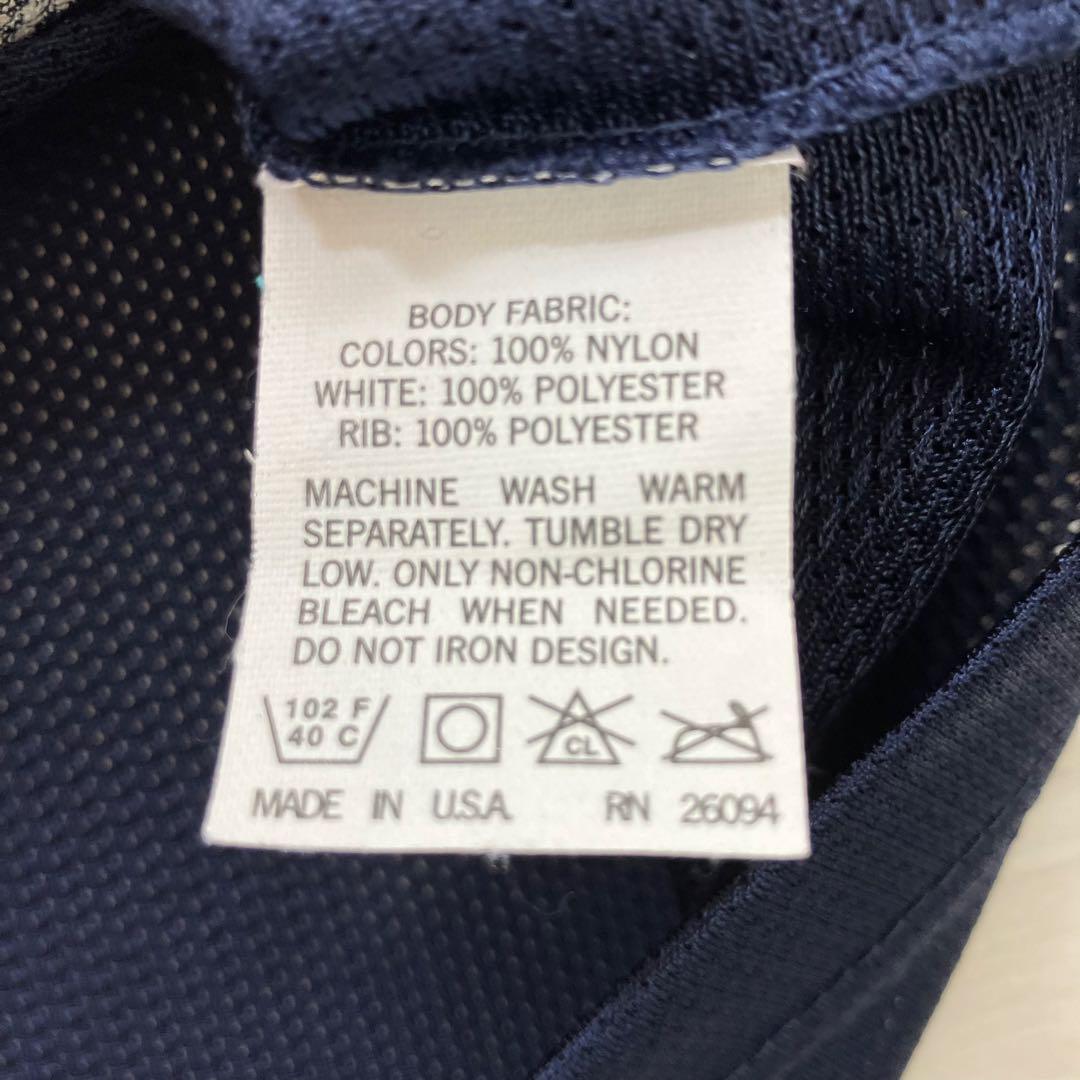 BODY FABRIC:
COLORS: 100% NYLON
WHITE: 100% POLYESTER
RIB: 100% POLYESTER
MACHINE WASH WARM
SEPARATELY. TUMBLE DRY
LOW. ONLY NON-CHLORINE
BLEACH WHEN NEEDED.
DO NOT IRON DESIGN.
102 F
40 C
CL
MADE IN U.S.A. RN 26094